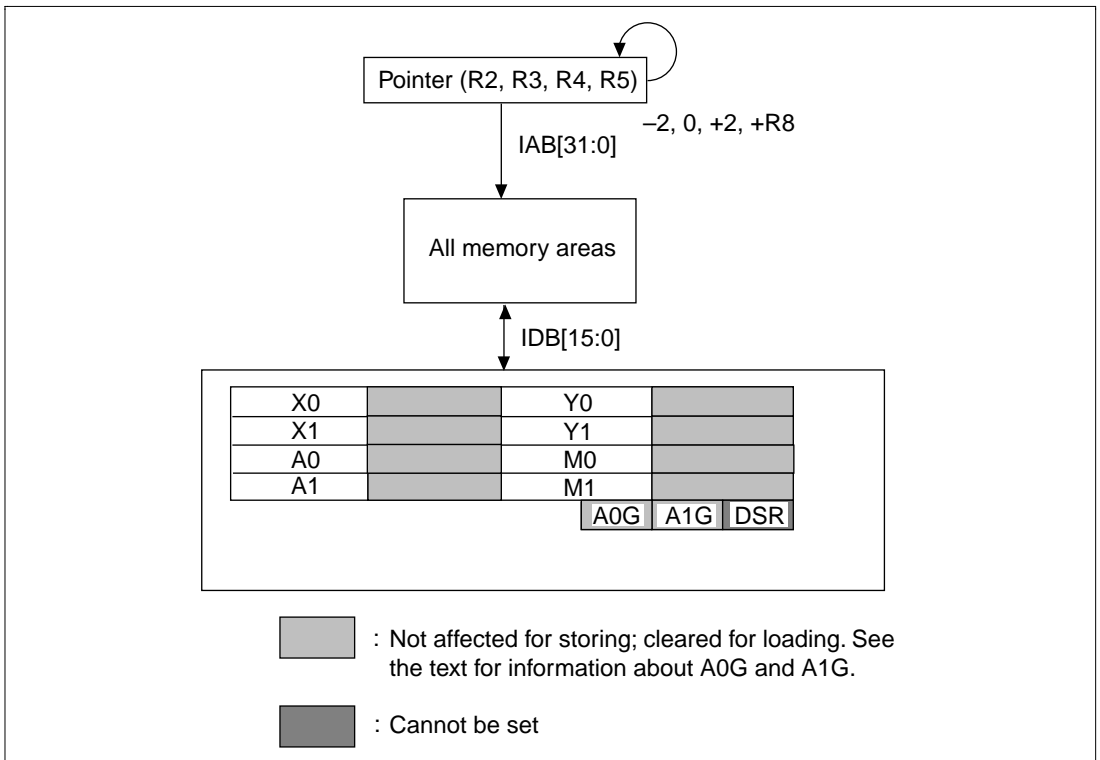 Pointer (R2, R3, R4, R5)
–2, 0, +2, +R8
IAB[31:0]
All memory areas
IDB[15:0]
X0 Y0
X1 Y1
A0 M0
A1 M1
A0G A1G DSR
: Not affected for storing; cleared for loading. See
the text for information about A0G and A1G.
: Cannot be set